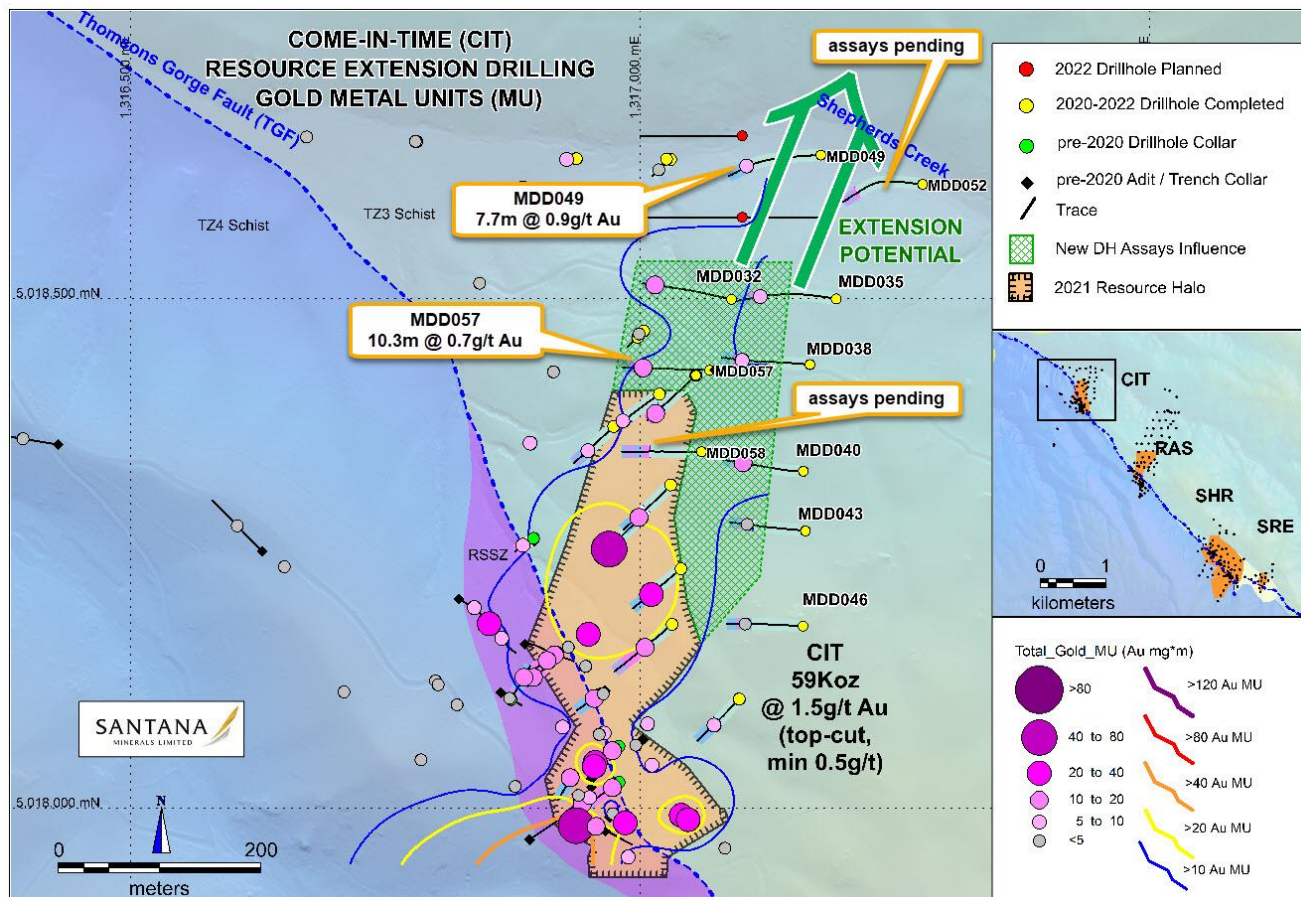 COME-IN-TIME (CIT)
RESOURCE EXTENSION DRILLING
GOLD METAL UNITS (MU)
Thomsons Gorge Fault (TGF)
1,316,500 mE
1,317,000 mE
assays pending
Shepherds Creek
MDD049
MDD052
MDD049
7.7m @ 0.9g/t Au
TZ4 Schist
TZ3 Schist
EXTENSION
POTENTIAL
5,018,500 mN
MDD032
MDD035
MDD057
10.3m @ 0.7g/t Au
MDD038
MDD057
assays pending
MDD058
MDD040
MDD043
RSSZ
MDD046
CIT
59Koz
@ 1.5g/t Au
(top-cut,
min 0.5g/t)
SANTANA
MINERALS LIMITED
5,018,000 mN
N
0
200
meters
2022 Drillhole Planned
2020-2022 Drillhole Completed
pre-2020 Drillhole Collar
pre-2020 Adit / Trench Collar
Trace
New DH Assays Influence
2021 Resource Halo
CIT
RAS
SHR
SRE
0
1
kilometers
Total_Gold_MU (Au mg*m)
>80
40 to 80
20 to 40
10 to 20
5 to 10
<5
>120 Au MU
>80 Au MU
>40 Au MU
>20 Au MU
>10 Au MU